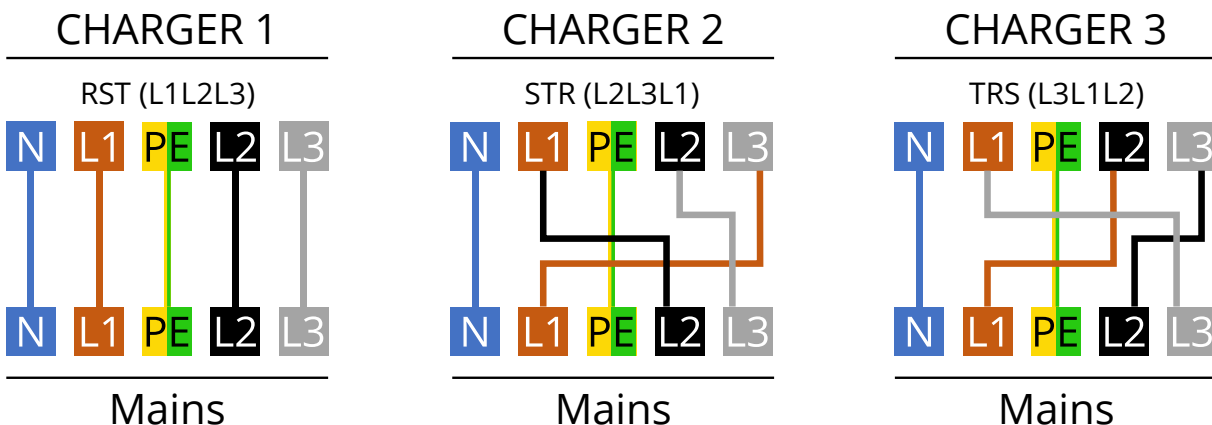 CHARGER 1
RST (L1L2L3)
N L1 PE L2 L3
N L1 PE L2 L3
Mains
CHARGER 2
STR (L2L3L1)
N L1 PE L2 L3
N L1 PE L2 L3
Mains
CHARGER 3
TRS (L3L1L2)
N L1 PE L2 L3
N L1 PE L2 L3
Mains